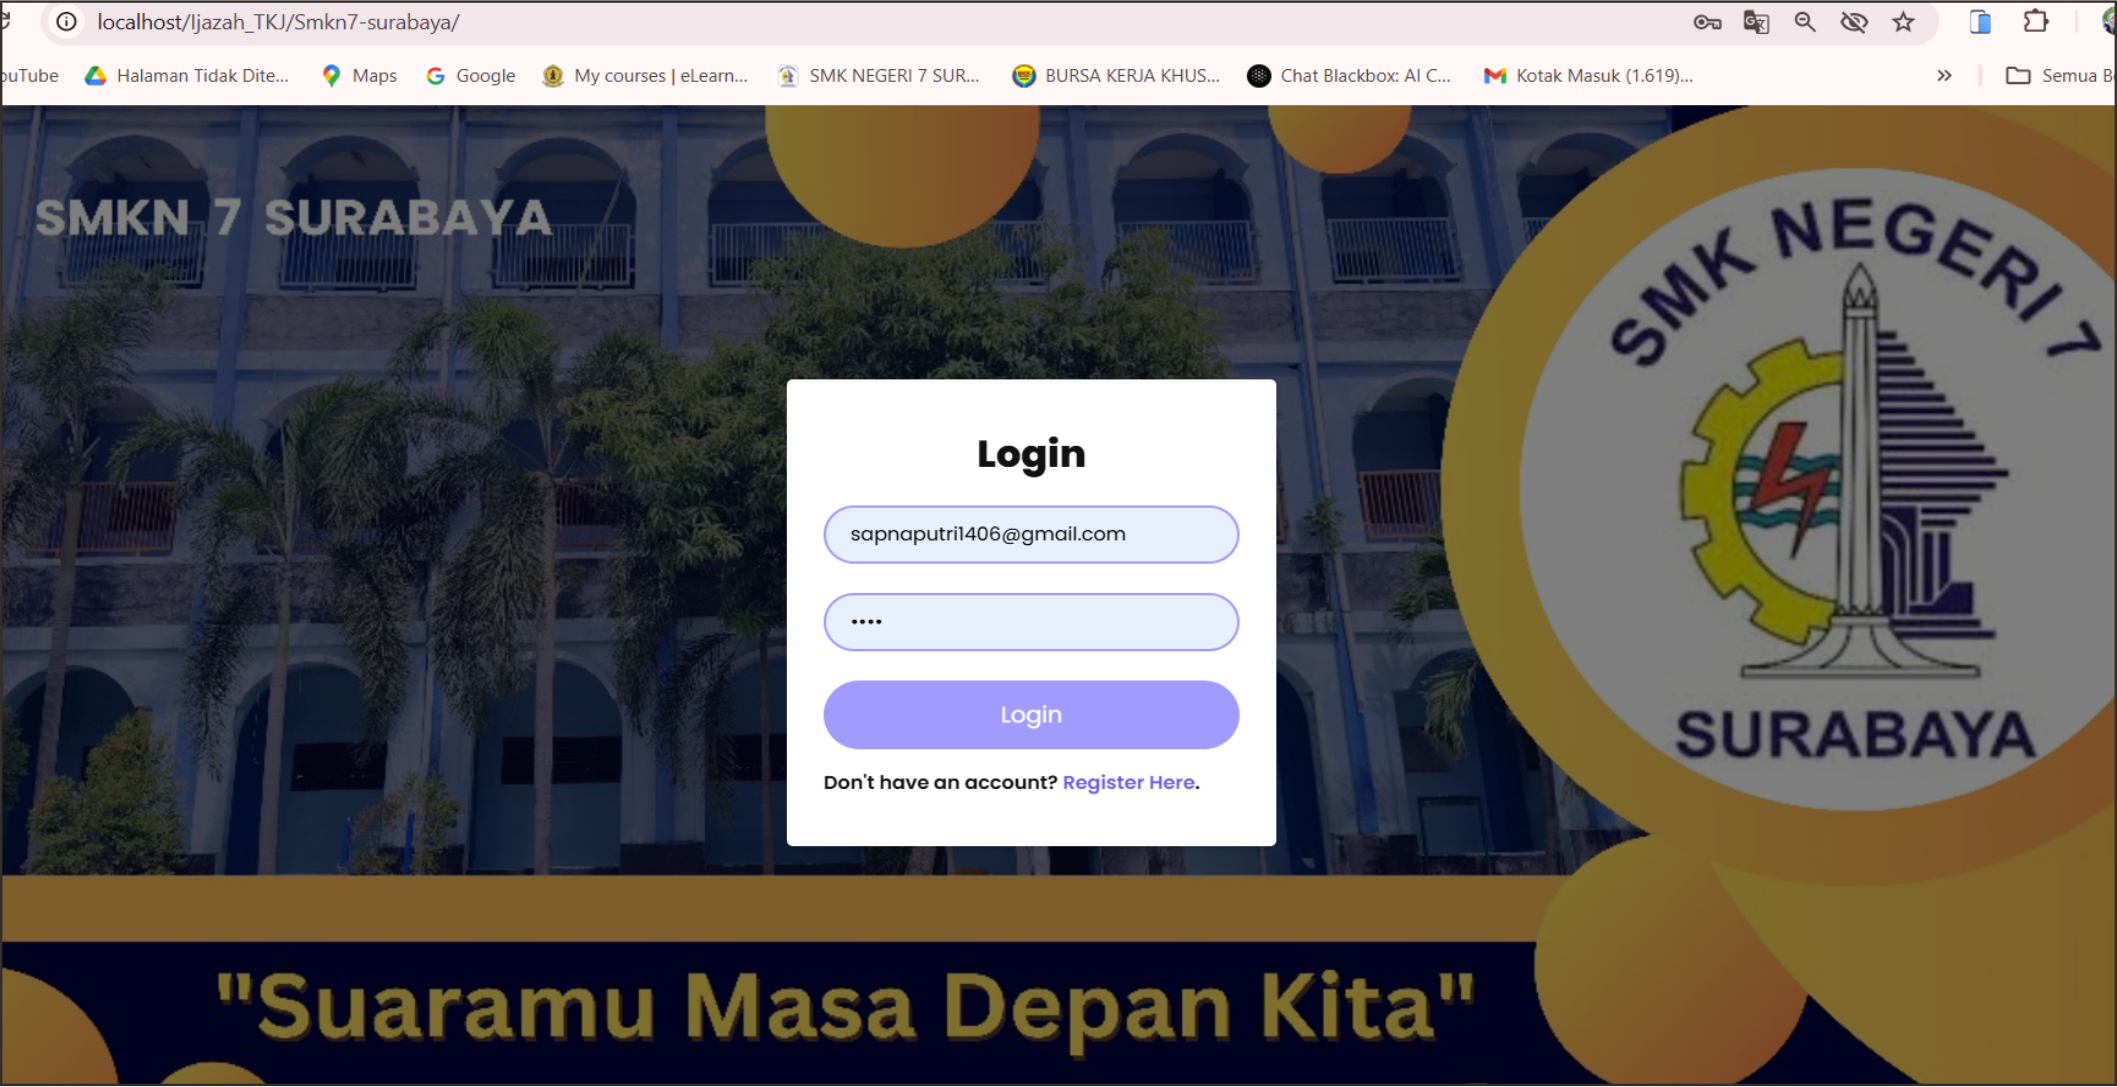 localhost/Ijazah_TKJ/Smkn7-surabaya/
ouTube Halaman Tidak Dite... Maps Google My courses | eLearn... SMK NEGERI 7 SUR... BURSA KERJA KHUS... Chat Blackbox: AI C... Kotak Masuk (1.619)... » Semua B
SMKN 7 SURABAYA
SMK NEGERI 7
SURABAYA
Login
sapnaputri1406@gmail.com
••••
Login
Don't have an account? Register Here.
"Suaramu Masa Depan Kita"